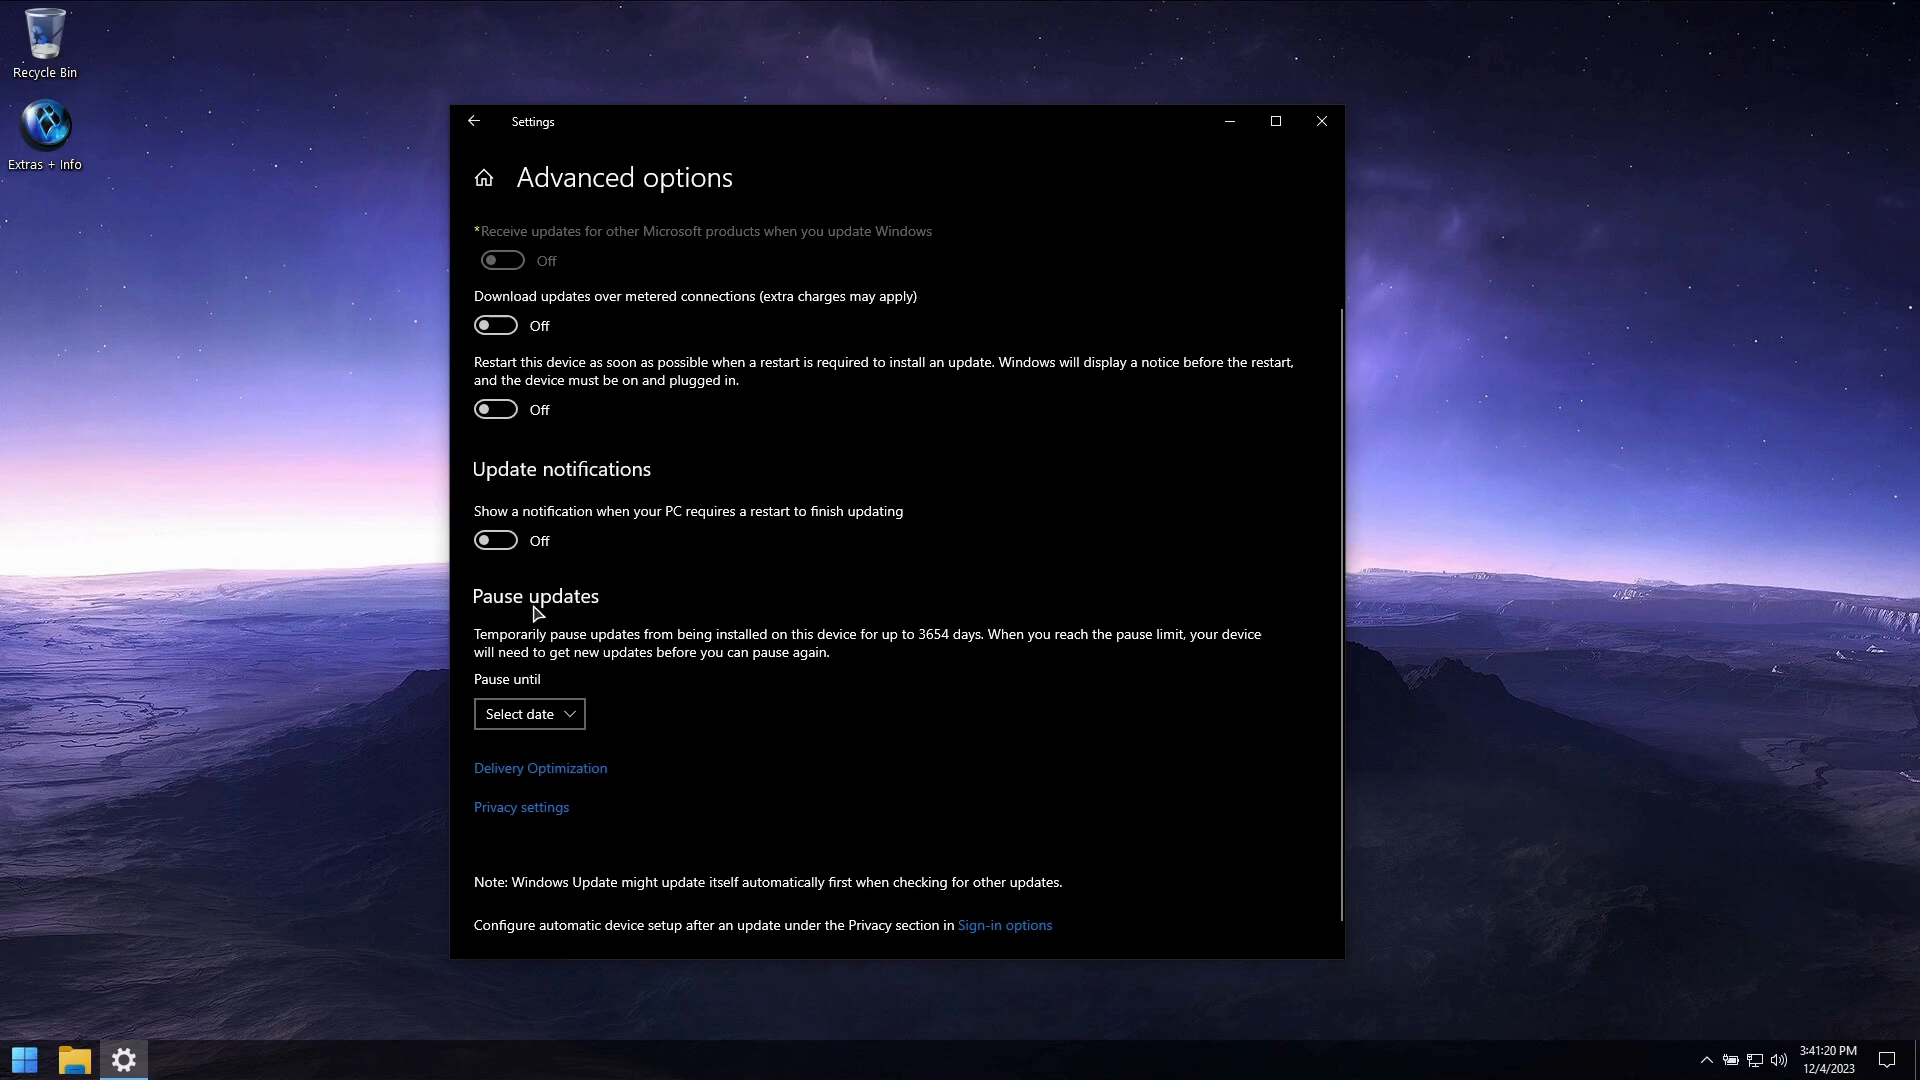 Recycle Bin
Extras + Info
Settings
Advanced options
*Receive updates for other Microsoft products when you update Windows
Off
Download updates over metered connections (extra charges may apply)
Off
Restart this device as soon as possible when a restart is required to install an update. Windows will display a notice before the restart,
and the device must be on and plugged in.
Off
Update notifications
Show a notification when your PC requires a restart to finish updating
Off
Pause updates
Temporarily pause updates from being installed on this device for up to 3654 days. When you reach the pause limit, your device
will need to get new updates before you can pause again.
Pause until
Select date
Delivery Optimization
Privacy settings
Note: Windows Update might update itself automatically first when checking for other updates.
Configure automatic device setup after an update under the Privacy section in Sign-in options
3:41:20 PM
12/4/2023